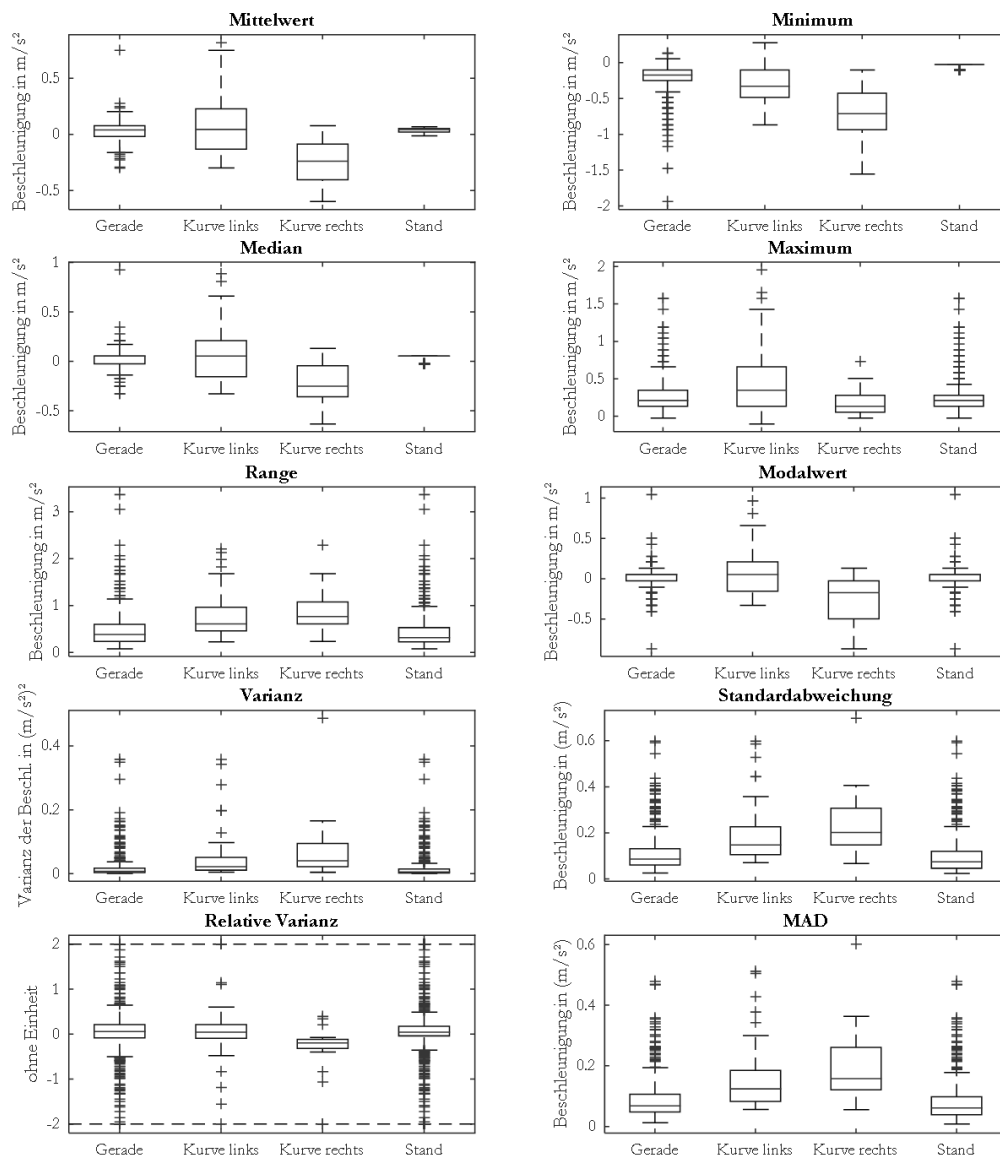 Mittelwert
Beschleunigung in m/s²
0.5
0
-0.5
Gerade Kurve links Kurve rechts Stand
Minimum
Beschleunigung in m/s²
0
-0.5
-1
-1.5
-2
Gerade Kurve links Kurve rechts Stand
Median
Beschleunigung in m/s²
1
0.5
0
-0.5
Gerade Kurve links Kurve rechts Stand
Maximum
Beschleunigung in m/s²
2
1.5
1
0.5
0
Gerade Kurve links Kurve rechts Stand
Range
Beschleunigung in m/s²
3
2
1
0
Gerade Kurve links Kurve rechts Stand
Modalwert
Beschleunigung in m/s²
1
0.5
0
-0.5
Gerade Kurve links Kurve rechts Stand
Varianz
Varianz der Beschl. in (m/s²)²
0.4
0.2
0
Gerade Kurve links Kurve rechts Stand
Standardabweichung
Beschleunigung in (m/s²)
0.6
0.4
0.2
0
Gerade Kurve links Kurve rechts Stand
Relative Varianz
ohne Einheit
2
1
0
-1
-2
Gerade Kurve links Kurve rechts Stand
MAD
Beschleunigung in (m/s²)
0.6
0.4
0.2
0
Gerade Kurve links Kurve rechts Stand